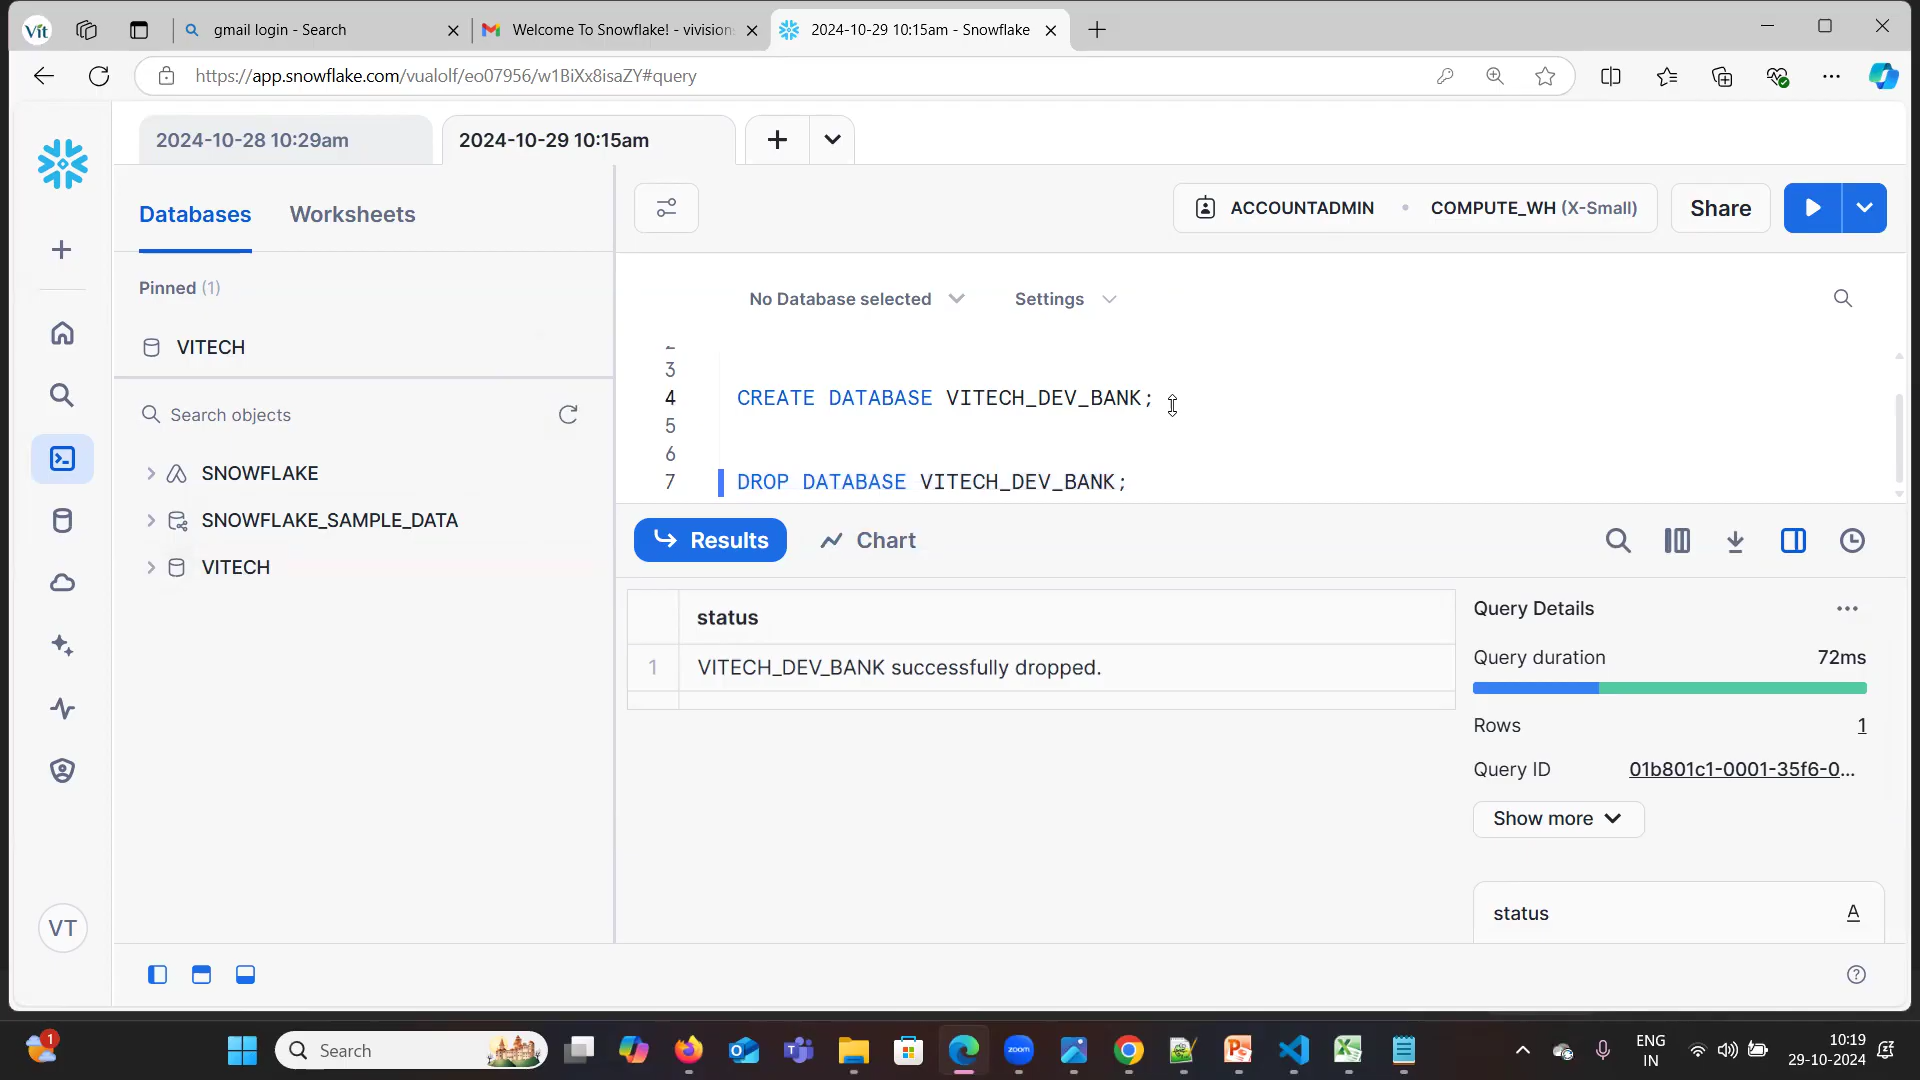 Vit
gmail login - Search
Welcome To Snowflake! - vivision
2024-10-29 10:15am - Snowflake
https://app.snowflake.com/vualolf/eo07956/w1BiXx8isaZY#query
2024-10-28 10:29am
2024-10-29 10:15am
Databases
Worksheets
ACCOUNTADMIN
COMPUTE_WH (X-Small)
Share
Pinned (1)
VITECH
No Database selected
Settings
Search objects
SNOWFLAKE
SNOWFLAKE_SAMPLE_DATA
VITECH
3
4 CREATE DATABASE VITECH_DEV_BANK;
5
6
7 DROP DATABASE VITECH_DEV_BANK;
Results
Chart
status
1 VITECH_DEV_BANK successfully dropped.
Query Details
Query duration 72ms
Rows 1
Query ID 01b801c1-0001-35f6-0...
Show more
status A
VT
1
Search
zoom
ENG
IN
10:19
29-10-2024